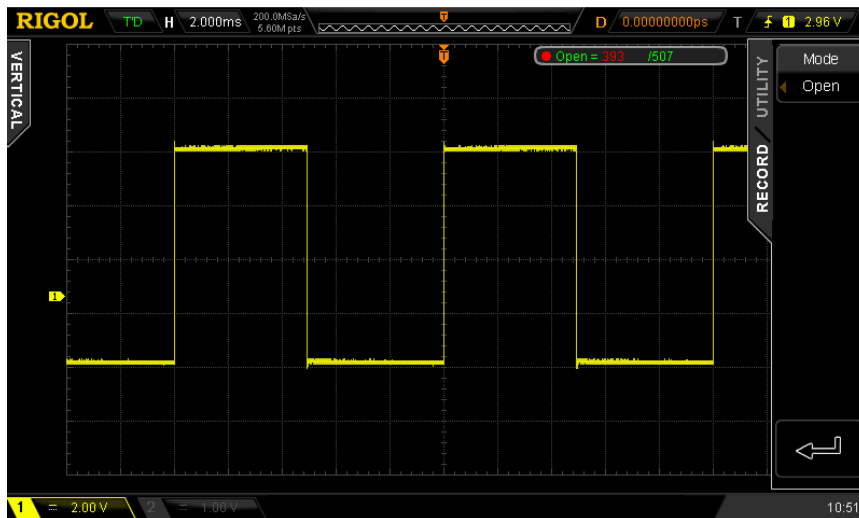 RIGOL T'D H 2.000ms 200.0MSa/s 5.60M pts D 0.00000000ps T 1 2.96 V
T
Open = 393 /507
VERTICAL
UTILITY
RECORD
Mode
Open
1
1 = 2.00 V 2 = 1.00 V 10:51